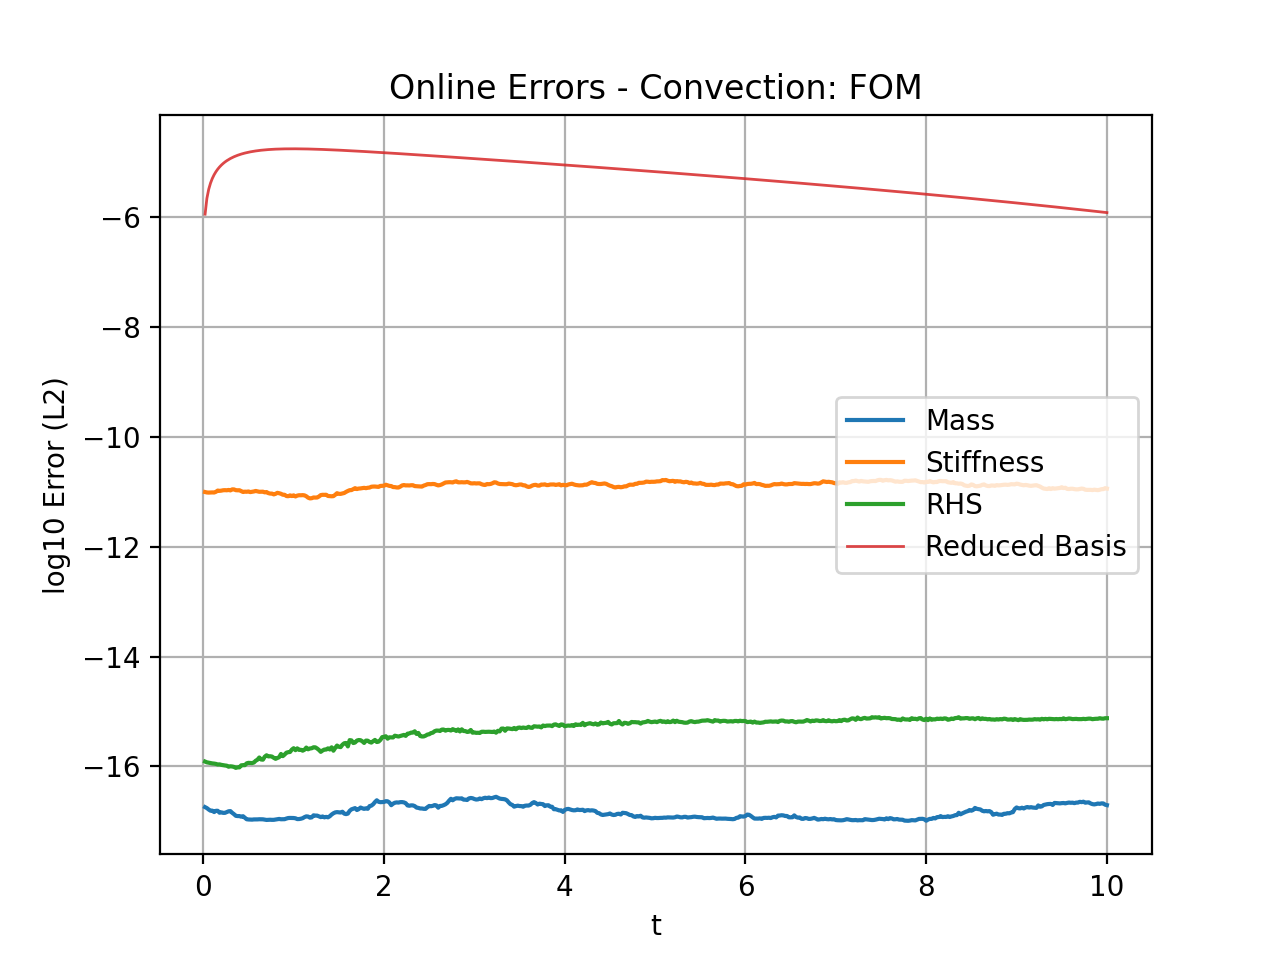 Online Errors - Convection: FOM
log10 Error (L2)
−6
−8
−10
−12
−14
−16
Mass
Stiffness
RHS
Reduced Basis
0 2 4 6 8 10
t